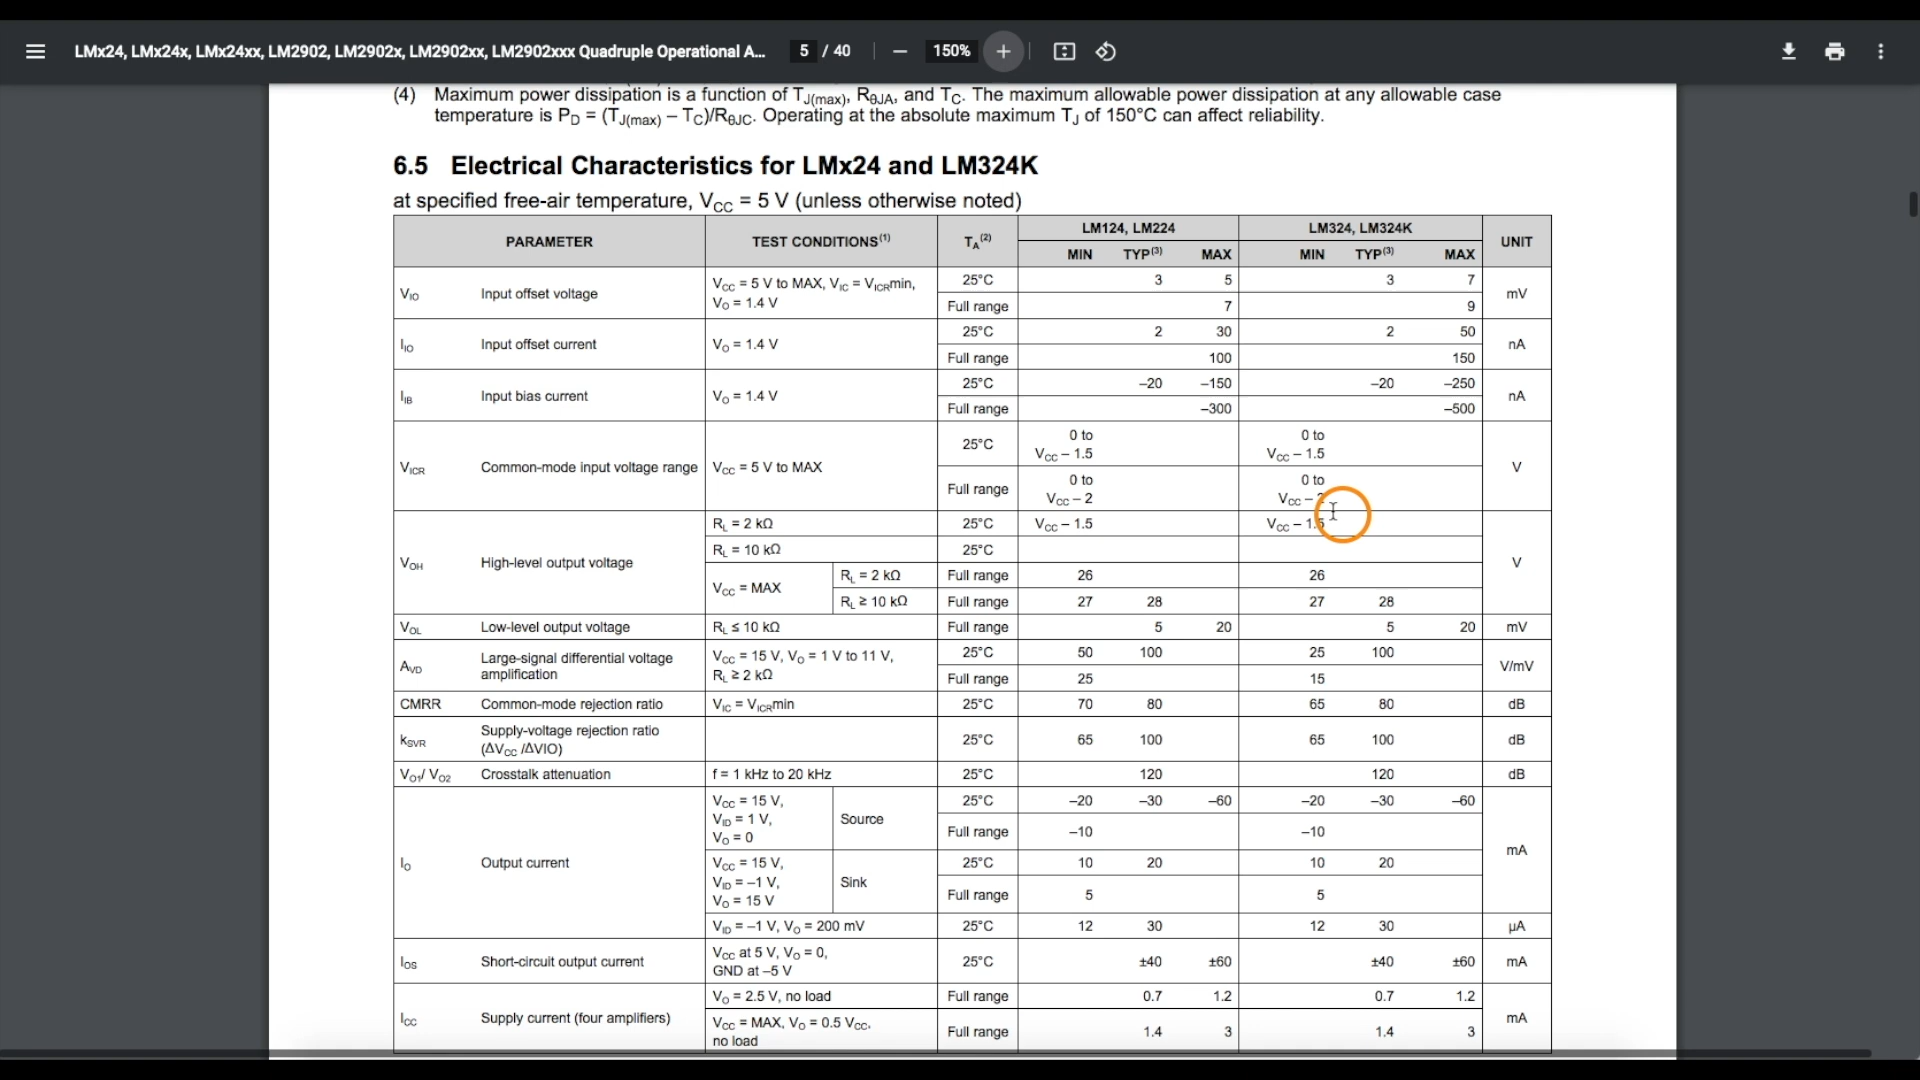 LMx24, LMx24x, LMx24xx, LM2902, LM2902x, LM2902xx, LM2902xxx Quadruple Operational A... 5 / 40 150%
(4) Maximum power dissipation is a function of TJ(max), RθJA, and TC. The maximum allowable power dissipation at any allowable case
temperature is PD = (TJ(max) – TC)/RθJC. Operating at the absolute maximum TJ of 150°C can affect reliability.
6.5 Electrical Characteristics for LMx24 and LM324K
at specified free-air temperature, VCC = 5 V (unless otherwise noted)
PARAMETER TEST CONDITIONS(1) TA(2) LM124, LM224 LM324, LM324K UNIT
MIN TYP(3) MAX MIN TYP(3) MAX
VIO Input offset voltage VCC = 5 V to MAX, VIC = VICRmin,
VO = 1.4 V 25°C 3 5 3 7 mV
Full range 7 9
IIO Input offset current VO = 1.4 V 25°C 2 30 2 50 nA
Full range 100 150
IIB Input bias current VO = 1.4 V 25°C –20 –150 –20 –250 nA
Full range –300 –500
VICR Common-mode input voltage range VCC = 5 V to MAX 25°C 0 to
VCC – 1.5 0 to
VCC – 1.5 V
Full range 0 to
VCC – 2 0 to
VCC –
VOH High-level output voltage RL = 2 kΩ 25°C VCC – 1.5 VCC – 1.5 V
RL = 10 kΩ 25°C
VCC = MAX RL = 2 kΩ Full range 26 26
RL ≥ 10 kΩ Full range 27 28 27 28
VOL Low-level output voltage RL ≤ 10 kΩ Full range 5 20 5 20 mV
AVD Large-signal differential voltage
amplification VCC = 15 V, VO = 1 V to 11 V,
RL ≥ 2 kΩ 25°C 50 100 25 100 V/mV
Full range 25 15
CMRR Common-mode rejection ratio VIC = VICRmin 25°C 70 80 65 80 dB
kSVR Supply-voltage rejection ratio
(ΔVCC /ΔVIO) 25°C 65 100 65 100 dB
VO1/ VO2 Crosstalk attenuation f = 1 kHz to 20 kHz 25°C 120 120 dB
IO Output current VCC = 15 V,
VID = 1 V,
VO = 0 Source 25°C –20 –30 –60 –20 –30 –60 mA
Full range –10 –10
VCC = 15 V,
VID = –1 V,
VO = 15 V Sink 25°C 10 20 10 20
Full range 5 5
VID = –1 V, VO = 200 mV 25°C 12 30 12 30 μA
IOS Short-circuit output current VCC at 5 V, VO = 0,
GND at –5 V 25°C ±40 ±60 ±40 ±60 mA
ICC Supply current (four amplifiers) VO = 2.5 V, no load Full range 0.7 1.2 0.7 1.2 mA
VCC = MAX, VO = 0.5 VCC,
no load Full range 1.4 3 1.4 3